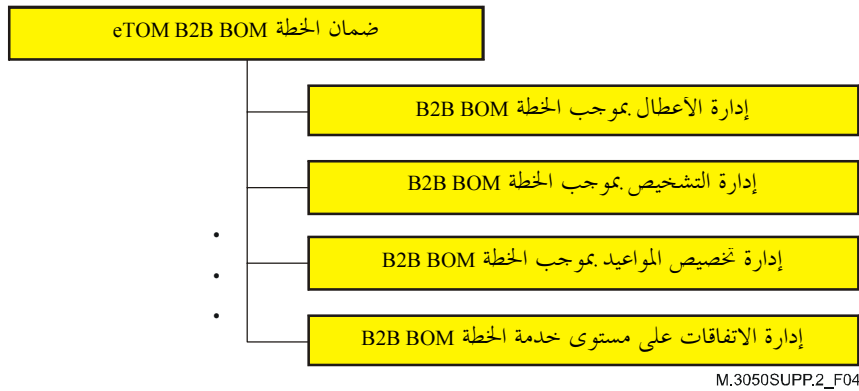 ضمان الخطة eTOM B2B BOM
إدارة الأعطال بموجب الخطة B2B BOM
إدارة التشخيص بموجب الخطة B2B BOM
إدارة تخصيص المواعيد بموجب الخطة B2B BOM
إدارة الاتفاقات على مستوى خدمة الخطة B2B BOM
M.3050SUPP.2_F04